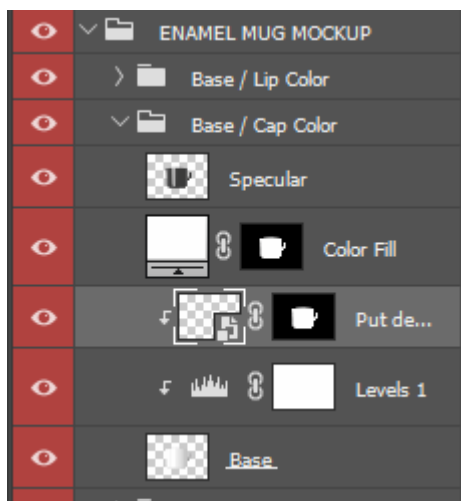 ENAMEL MUG MOCKUP
Base / Lip Color
Base / Cap Color
Specular
Color Fill
Put de...
Levels 1
Base